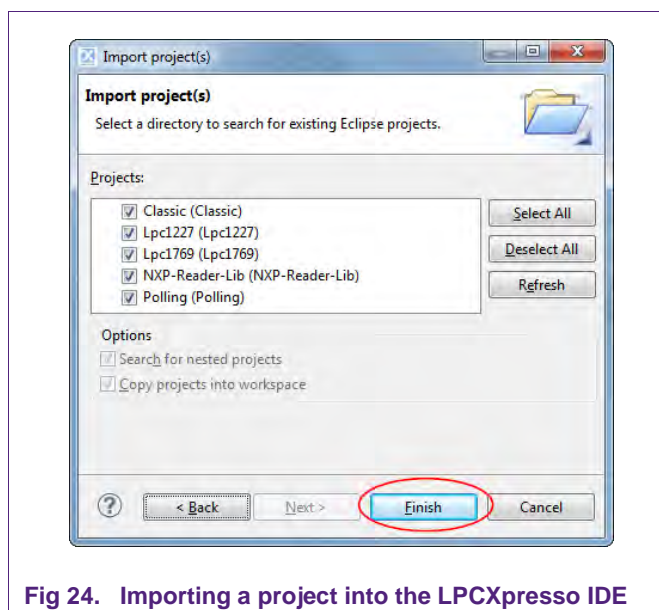 Import project(s)
Import project(s)
Select a directory to search for existing Eclipse projects.
Projects:
Classic (Classic)
Lpc1227 (Lpc1227)
Lpc1769 (Lpc1769)
NXP-Reader-Lib (NXP-Reader-Lib)
Polling (Polling)
Select All
Deselect All
Refresh
Options
Search for nested projects
Copy projects into workspace
?
< Back
Next >
Finish
Cancel
Fig 24. Importing a project into the LPCXpresso IDE